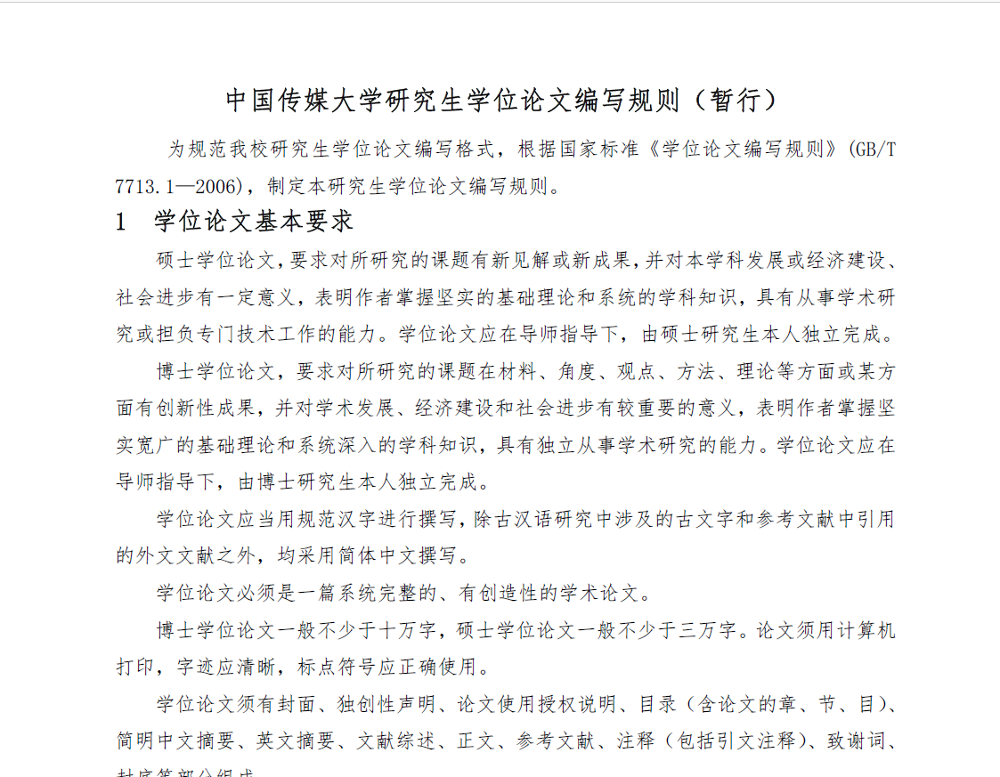 中国传媒大学研究生学位论文编写规则（暂行）
为规范我校研究生学位论文编写格式，根据国家标准《学位论文编写规则》(GB/T
7713.1—2006)，制定本研究生学位论文编写规则。
1 学位论文基本要求
硕士学位论文，要求对所研究的课题有新见解或新成果，并对本学科发展或经济建设、
社会进步有一定意义，表明作者掌握坚实的基础理论和系统的学科知识，具有从事学术研
究或担负专门技术工作的能力。学位论文应在导师指导下，由硕士研究生本人独立完成。
博士学位论文，要求对所研究的课题在材料、角度、观点、方法、理论等方面或某方
面有创新性成果，并对学术发展、经济建设和社会进步有较重要的意义，表明作者掌握坚
实宽广的基础理论和系统深入的学科知识，具有独立从事学术研究的能力。学位论文应在
导师指导下，由博士研究生本人独立完成。
学位论文应当用规范汉字进行撰写，除古汉语研究中涉及的古文字和参考文献中引用
的外文文献之外，均采用简体中文撰写。
学位论文必须是一篇系统完整的、有创造性的学术论文。
博士学位论文一般不少于十万字，硕士学位论文一般不少于三万字。论文须用计算机
打印，字迹应清晰，标点符号应正确使用。
学位论文须有封面、独创性声明、论文使用授权说明、目录（含论文的章、节、目）、
简明中文摘要、英文摘要、文献综述、正文、参考文献、注释（包括引文注释）、致谢词、
封底等部分组成